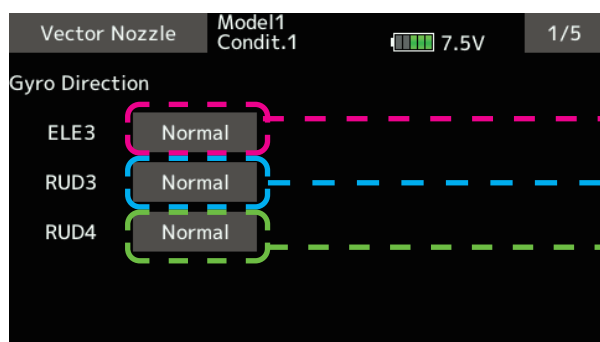 Vector Nozzle
Model1
Condit.1
7.5V
1/5
Gyro Direction
ELE3 Normal
RUD3 Normal
RUD4 Normal